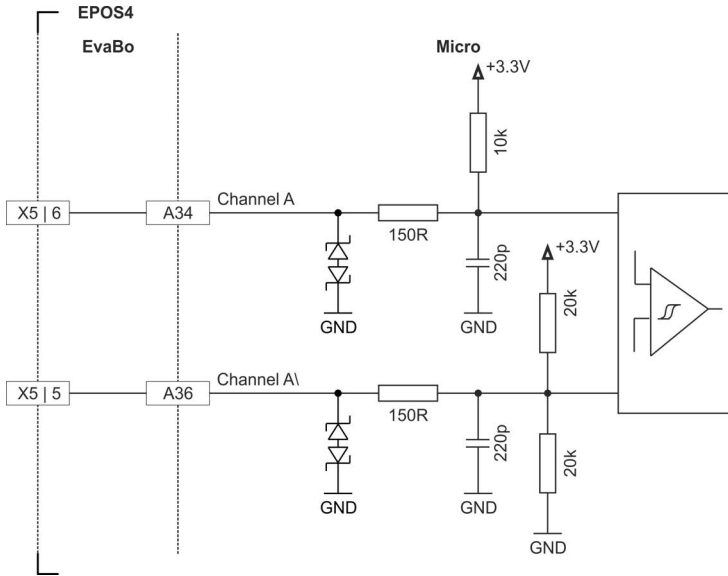 EPOS4
EvaBo
Micro
+3.3V
10k
X5 | 6
A34
Channel A
150R
220p
GND
GND
+3.3V
20k
X5 | 5
A36
Channel A\
150R
220p
20k
GND
GND
GND